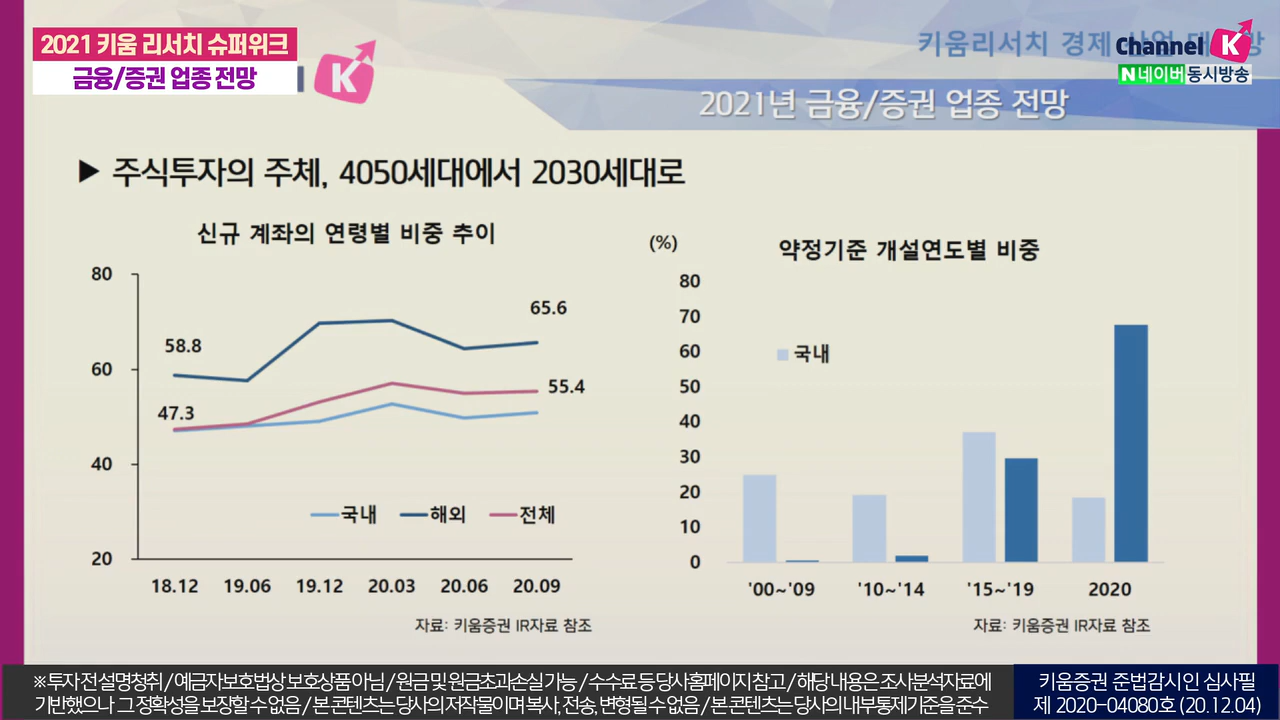 2021 키움 리서치 슈퍼위크
금융/증권 업종 전망
K
키움리서치 경제
Channel K
N 네이버 동시방송
2021년 금융/증권 업종 전망
▶ 주식투자의 주체, 4050세대에서 2030세대로
신규 계좌의 연령별 비중 추이
80
60
40
20
58.8
47.3
65.6
55.4
국내 해외 전체
18.12 19.06 19.12 20.03 20.06 20.09
자료: 키움증권 IR자료 참조
(%)
약정기준 개설연도별 비중
80
70
60
50
40
30
20
10
0
국내
'00~'09 '10~'14 '15~'19 2020
자료: 키움증권 IR자료 참조
※ 투자 전 설명청취 / 예금자보호법상 보호상품 아님 / 원금 및 원금초과손실 가능 / 수수료 등 당사홈페이지 참고 / 해당 내용은 조사분석자료에
기반했으나 그 정확성을 보장할 수 없음 / 본 콘텐츠는 당사의 저작물이며 복사, 전송, 변형될 수 없음 / 본 콘텐츠는 당사의 내부통제기준을 준수
키움증권 준법감시인 심사필
제 2020-04080호 (20.12.04)